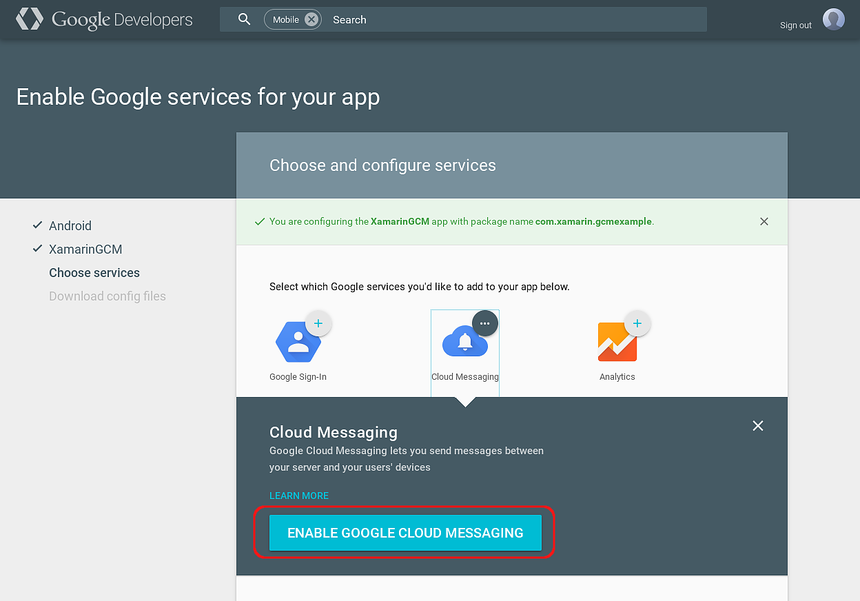 Google Developers
Mobile
Search
Sign out
Enable Google services for your app
Choose and configure services
Android
XamarinGCM
Choose services
Download config files
You are configuring the XamarinGCM app with package name com.xamarin.gcmexample.
Select which Google services you'd like to add to your app below.
Google Sign-In
Cloud Messaging
Analytics
Cloud Messaging
Google Cloud Messaging lets you send messages between
your server and your users' devices
LEARN MORE
ENABLE GOOGLE CLOUD MESSAGING